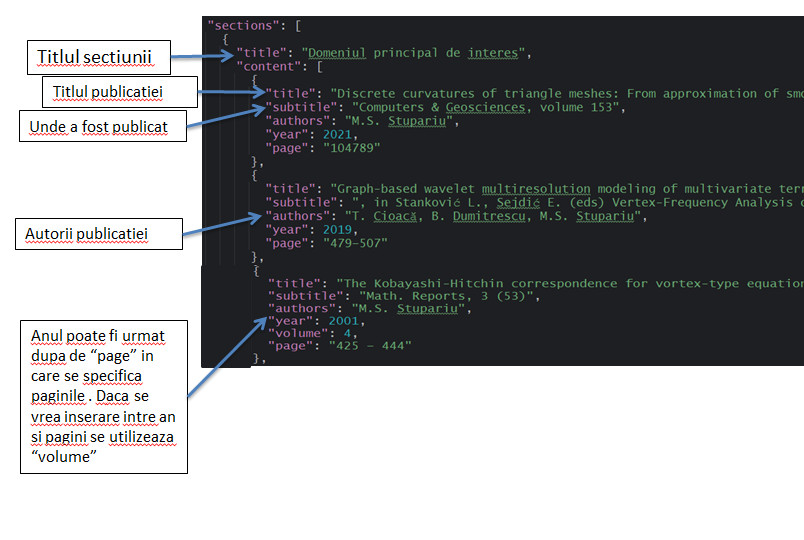 "sections": [
{
"title": "Domeniul principal de interes",
"content": [
{
"title": "Discrete curvatures of triangle meshes: From approximation of smo
"subtitle": "Computers & Geosciences, volume 153",
"authors": "M.S. Stupariu",
"year": 2021,
"page": "104789"
},
{
"title": "Graph-based wavelet multiresolution modeling of multivariate terr
"subtitle": ", in Stanković L., Sejdić E. (eds) Vertex-Frequency Analysis o
"authors": "T. Cioacă, B. Dumitrescu, M.S. Stupariu",
"year": 2019,
"page": "479-507"
},
{
"title": "The Kobayashi-Hitchin correspondence for vortex-type equation
"subtitle": "Math. Reports, 3 (53)",
"authors": "M.S. Stupariu",
"year": 2001,
"volume": 4,
"page": "425 – 444"
},
Titlul sectiunii
Titlul publicatiei
Unde a fost publicat
Autorii publicatiei
Anul poate fi urmat
dupa de “page” in
care se specifica
paginile . Daca se
vrea inserare intre an
si pagini se utilizeaza
“volume”